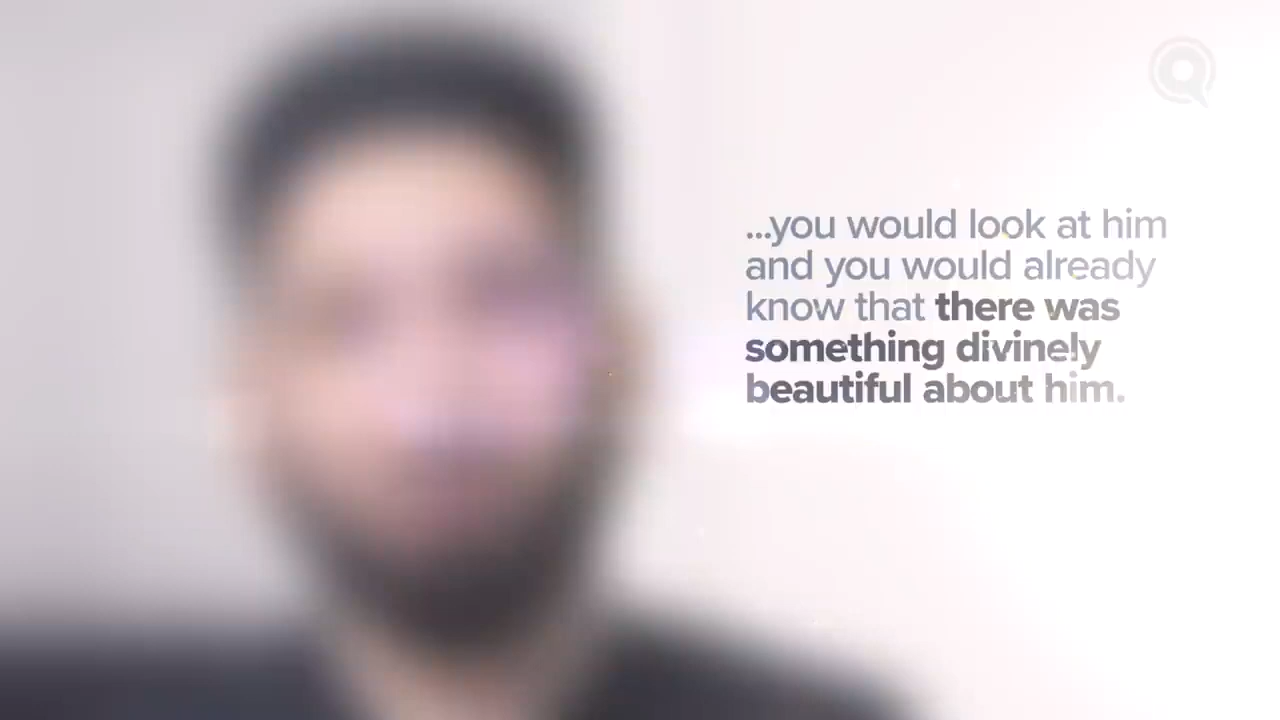 ...you would look at him
and you would already
know that there was
something divinely
beautiful about him.